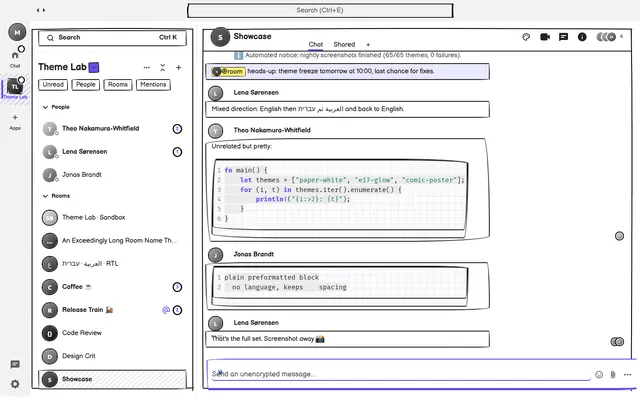 Search (Ctrl+E)
M
Chat
TL
Theme Lab
Apps
Search Ctrl K
Theme Lab
Unread People Rooms Mentions
People
TL Theo Nakamura-Whitfield
L Lena Sørensen
J Jonas Brandt
Rooms
SB Theme Lab · Sandbox
... An Exceedingly Long Room Name Th...
עברית · العربية · RTL
C Coffee ☕
R Release Train 🚂 @
{} Code Review
D Design Crit
S Showcase
S Showcase
Chat Shared +
4
ℹ️ Automated notice: nightly screenshots finished (65/65 themes, 0 failures).
@room heads-up: theme freeze tomorrow at 10:00, last chance for fixes.
L Lena Sørensen
Mixed direction: English then العربية ثم עברית and back to English.
T Theo Nakamura-Whitfield
Unrelated but pretty:
1 fn main() {
2 let themes = ["paper-white", "e17-glow", "comic-poster"];
3 for (i, t) in themes.iter().enumerate() {
4 println!("{i:>2}: {t}");
5 }
6 }
J Jonas Brandt
1 plain preformatted block
2 no language, keeps    spacing
L Lena Sørensen
That's the full set. Screenshot away 📸
Send an unencrypted message...